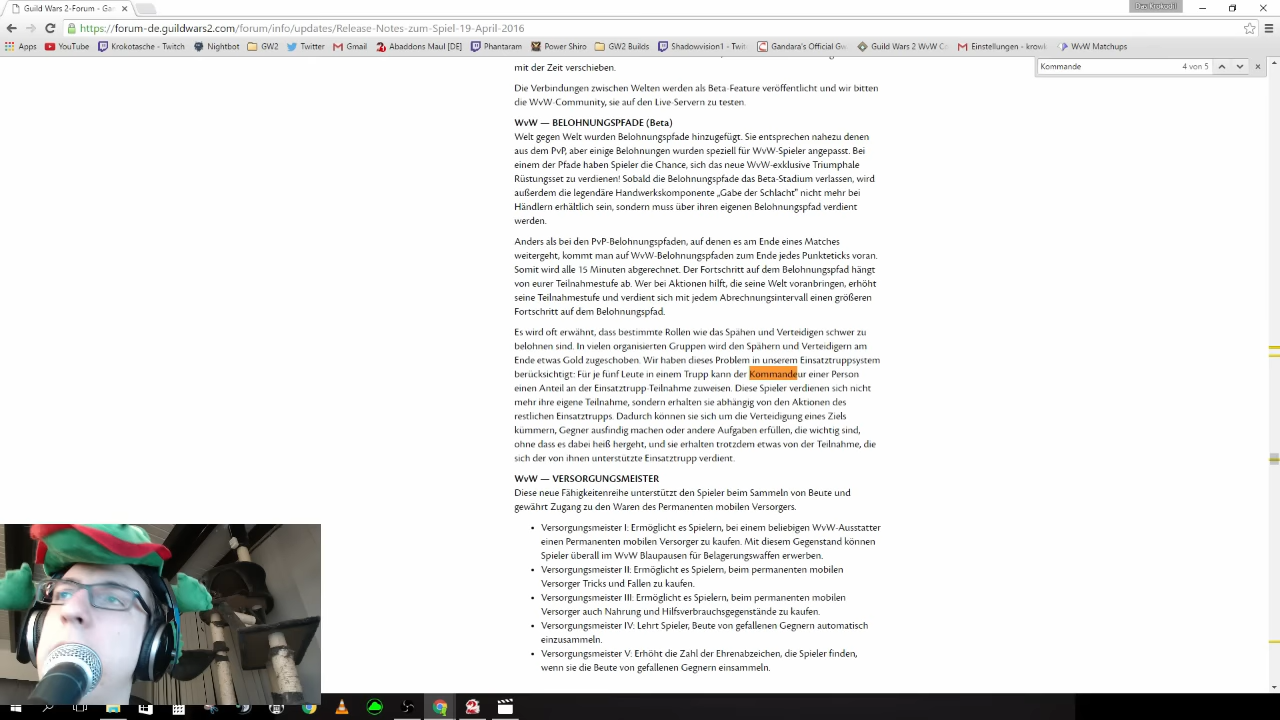 Guild Wars 2-Forum - Gan
Des Krokodil
https://forum-de.guildwars2.com/forum/info/updates/Release-Notes-zum-Spiel-19-April-2016
Apps YouTube Krokotasche - Twitch Nightbot GW2 Twitter Gmail Abaddons Maul [DE] Phantaram Power Shiro GW2 Builds Shadowvision1 - Twit Gandara's Official Gw Guild Wars 2 WvW Co Einstellungen - krowl WvW Matchups
Kommande 4 von 5
mit der Zeit verschieben.
Die Verbindungen zwischen Welten werden als Beta-Feature veröffentlicht und wir bitten
die WvW-Community, sie auf den Live-Servern zu testen.
WvW — BELOHNUNGSPFADE (Beta)
Welt gegen Welt wurden Belohnungspfade hinzugefügt. Sie entsprechen nahezu denen
aus dem PvP, aber einige Belohnungen wurden speziell für WvW-Spieler angepasst. Bei
einem der Pfade haben Spieler die Chance, sich das neue WvW-exklusive Triumphale
Rüstungsset zu verdienen! Sobald die Belohnungspfade das Beta-Stadium verlassen, wird
außerdem die legendäre Handwerkskomponente „Gabe der Schlacht" nicht mehr bei
Händlern erhältlich sein, sondern muss über ihren eigenen Belohnungspfad verdient
werden.
Anders als bei den PvP-Belohnungspfaden, auf denen es am Ende eines Matches
weitergeht, kommt man auf WvW-Belohnungspfaden zum Ende jedes Punkteticks voran.
Somit wird alle 15 Minuten abgerechnet. Der Fortschritt auf dem Belohnungspfad hängt
von eurer Teilnahmestufe ab. Wer bei Aktionen hilft, die seine Welt voranbringen, erhöht
seine Teilnahmestufe und verdient sich mit jedem Abrechnungsintervall einen größeren
Fortschritt auf dem Belohnungspfad.
Es wird oft erwähnt, dass bestimmte Rollen wie das Spähen und Verteidigen schwer zu
belohnen sind. In vielen organisierten Gruppen wird den Spähern und Verteidigern am
Ende etwas Gold zugeschoben. Wir haben dieses Problem in unserem Einsatztruppsystem
berücksichtigt: Für je fünf Leute in einem Trupp kann der Kommandeur einer Person
einen Anteil an der Einsatztrupp-Teilnahme zuweisen. Diese Spieler verdienen sich nicht
mehr ihre eigene Teilnahme, sondern erhalten sie abhängig von den Aktionen des
restlichen Einsatztrupps. Dadurch können sie sich um die Verteidigung eines Ziels
kümmern, Gegner ausfindig machen oder andere Aufgaben erfüllen, die wichtig sind,
ohne dass es dabei heiß hergeht, und sie erhalten trotzdem etwas von der Teilnahme, die
sich der von ihnen unterstützte Einsatztrupp verdient.
WvW — VERSORGUNGSMEISTER
Diese neue Fähigkeitenreihe unterstützt den Spieler beim Sammeln von Beute und
gewährt Zugang zu den Waren des Permanenten mobilen Versorgers.
• Versorgungsmeister I: Ermöglicht es Spielern, bei einem beliebigen WvW-Ausstatter
einen Permanenten mobilen Versorger zu kaufen. Mit diesem Gegenstand können
Spieler überall im WvW Blaupausen für Belagerungswaffen erwerben.
• Versorgungsmeister II: Ermöglicht es Spielern, beim permanenten mobilen
Versorger Tricks und Fallen zu kaufen.
• Versorgungsmeister III: Ermöglicht es Spielern, beim permanenten mobilen
Versorger auch Nahrung und Hilfsverbrauchsgegenstände zu kaufen.
• Versorgungsmeister IV: Lehrt Spieler, Beute von gefallenen Gegnern automatisch
einzusammeln.
• Versorgungsmeister V: Erhöht die Zahl der Ehrenabzeichen, die Spieler finden,
wenn sie die Beute von gefallenen Gegnern einsammeln.